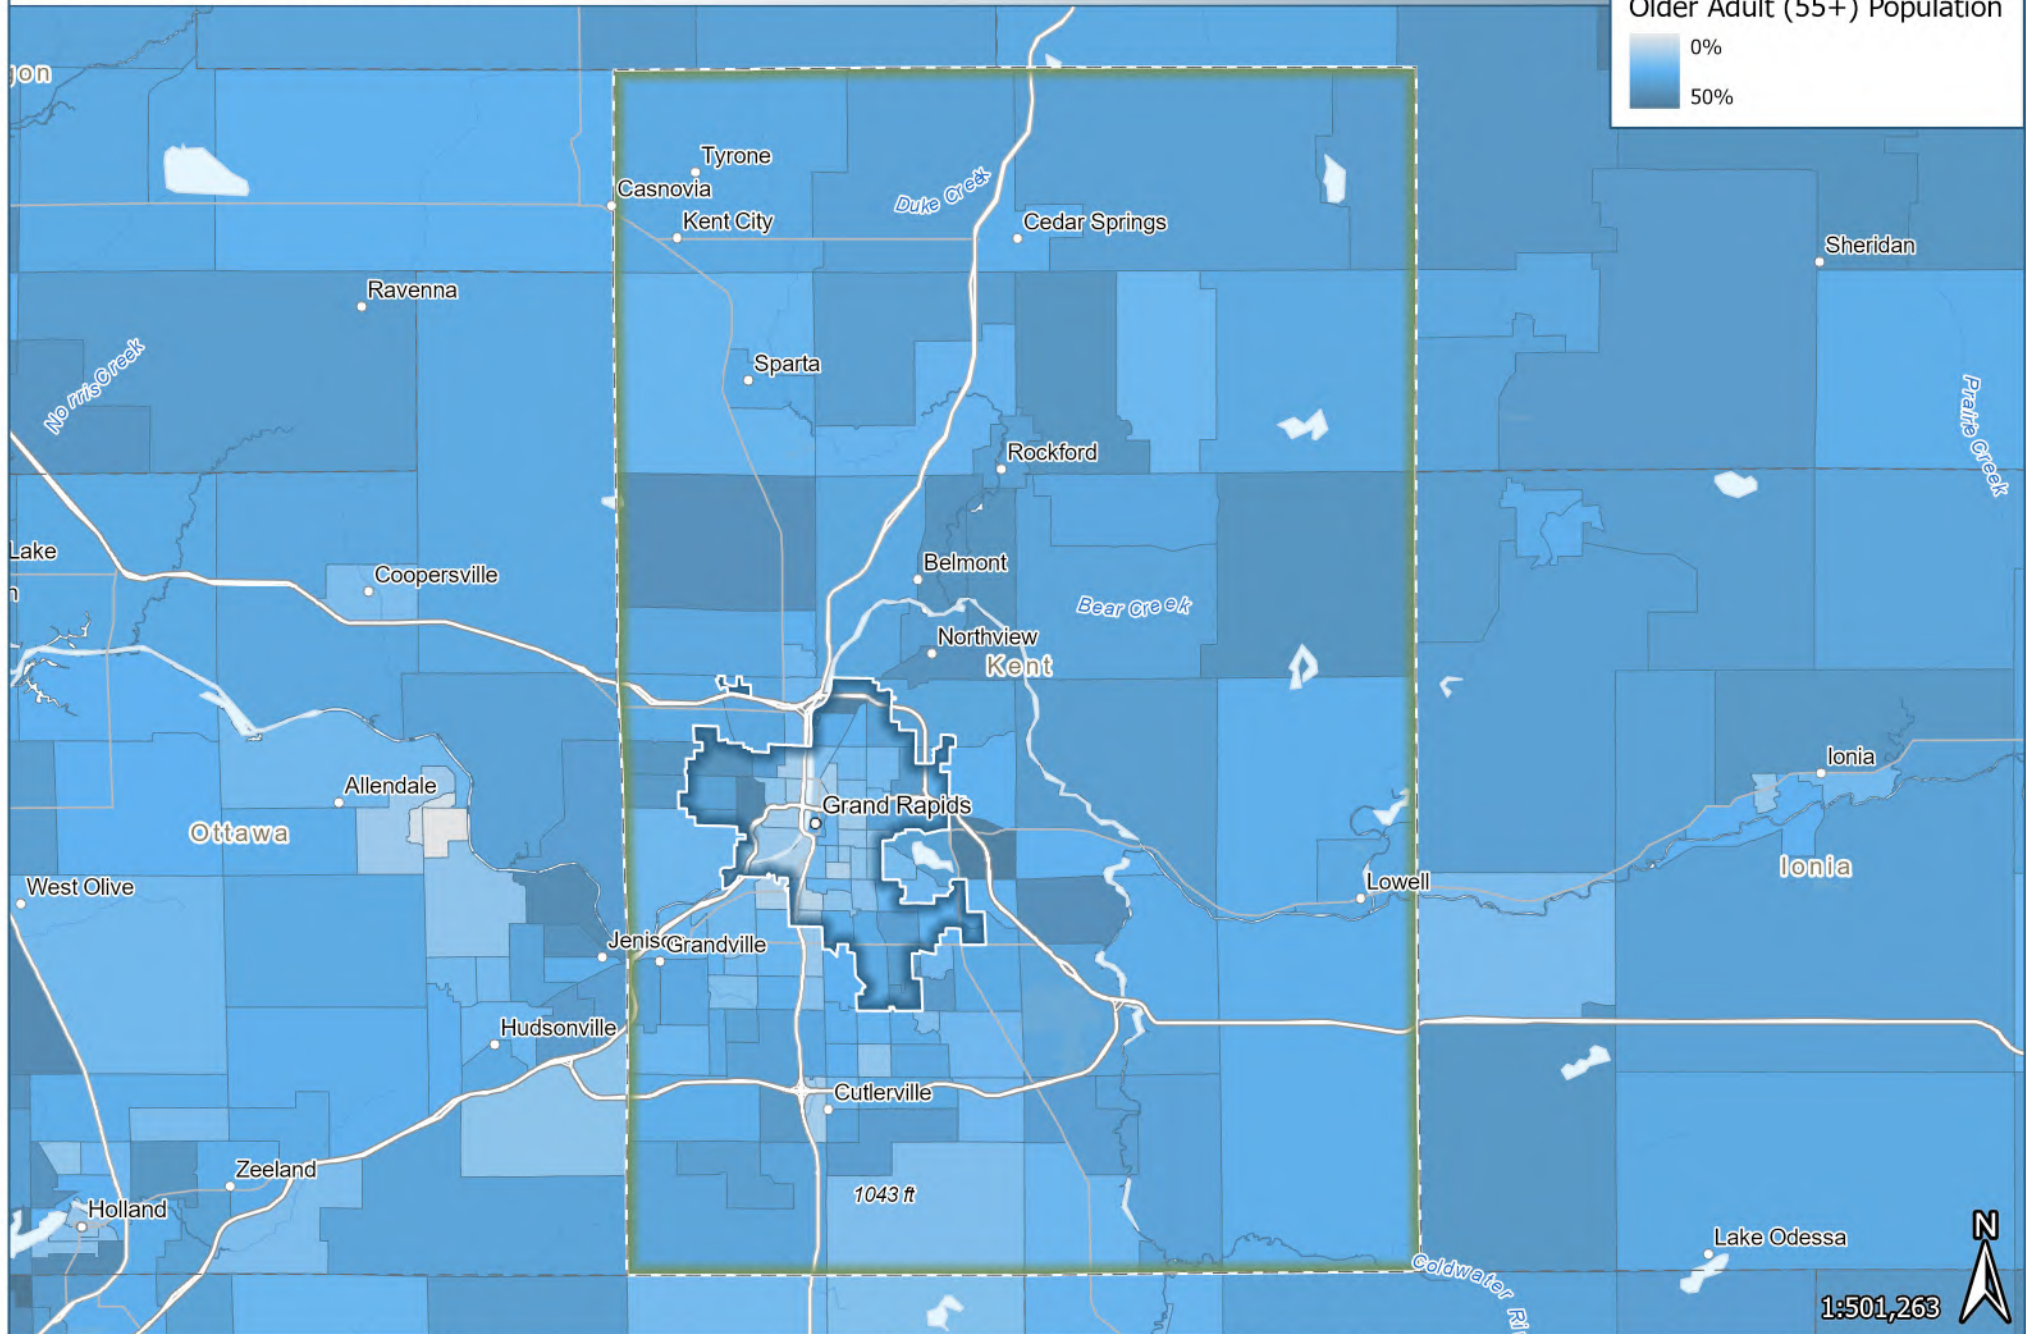 Older Adult (55+) Population
0%
50%
gon
Tyrone
Casnovia
Duke Creek
Kent City
Cedar Springs
Sheridan
Ravenna
Norris Creek
Sparta
Prairie Creek
Rockford
Lake
n
Coopersville
Belmont
Bear Creek
Northview
Kent
Ionia
Allendale
Grand Rapids
Ottawa
Ionia
West Olive
Lowell
Grandville
Hudsonville
Cutlerville
Zeeland
1043 ft
Holland
N
Lake Odessa
Coldwater Ri
1:501,263